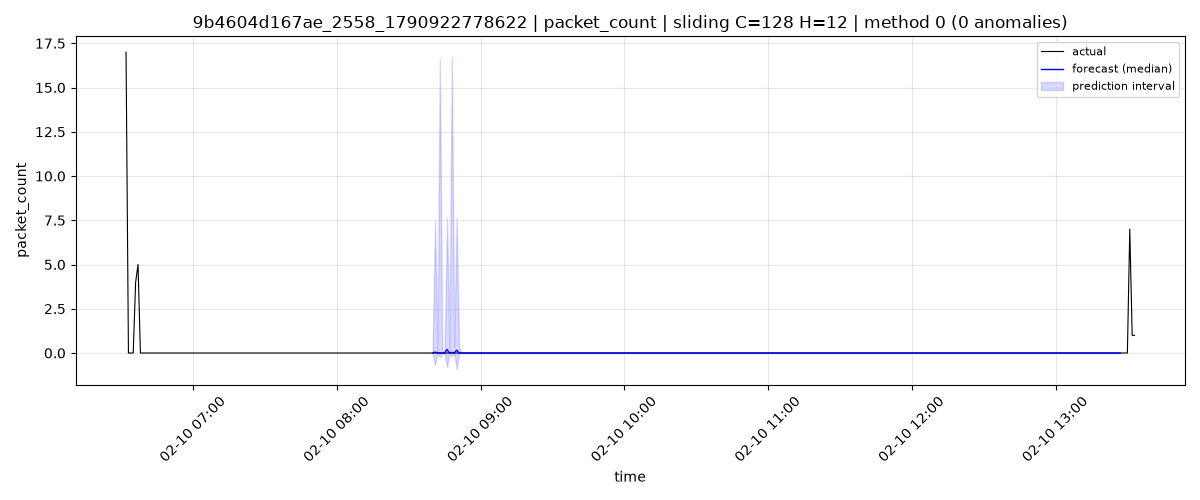 9b4604d167ae_2558_1790922778622 | packet_count | sliding C=128 H=12 | method 0 (0 anomalies)
actual
forecast (median)
prediction interval
packet_count
17.5
15.0
12.5
10.0
7.5
5.0
2.5
0.0
02-10 07:00
02-10 08:00
02-10 09:00
02-10 10:00
02-10 11:00
02-10 12:00
02-10 13:00
time